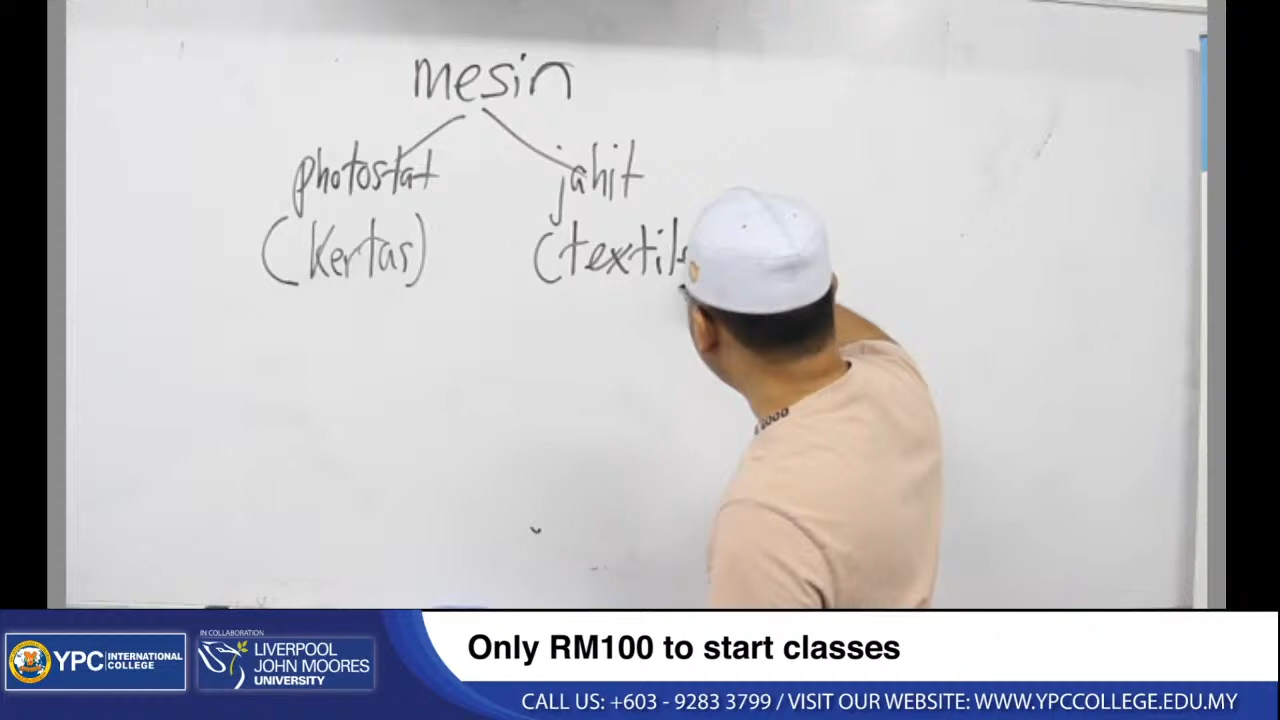 mesin
photostat jahit
(kertas) (textile
YPC INTERNATIONAL COLLEGE
IN COLLABORATION
LIVERPOOL
JOHN MOORES
UNIVERSITY
Only RM100 to start classes
CALL US: +603 - 9283 3799 / VISIT OUR WEBSITE: WWW.YPCCOLLEGE.EDU.MY